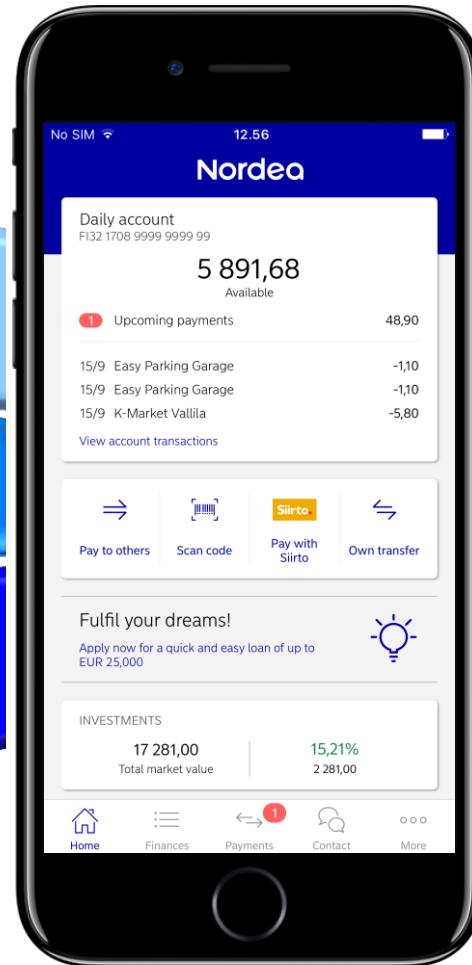 No SIM 12.56
Nordea
Daily account
FI32 1708 9999 9999 99
5 891,68
Available
1 Upcoming payments 48,90
15/9 Easy Parking Garage -1,10
15/9 Easy Parking Garage -1,10
15/9 K-Market Vallila -5,80
View account transactions
Siirto.
Pay to others Scan code Pay with Siirto Own transfer
Fulfil your dreams!
Apply now for a quick and easy loan of up to
EUR 25,000
INVESTMENTS
17 281,00 15,21%
Total market value 2 281,00
1
Home Finances Payments Contact More